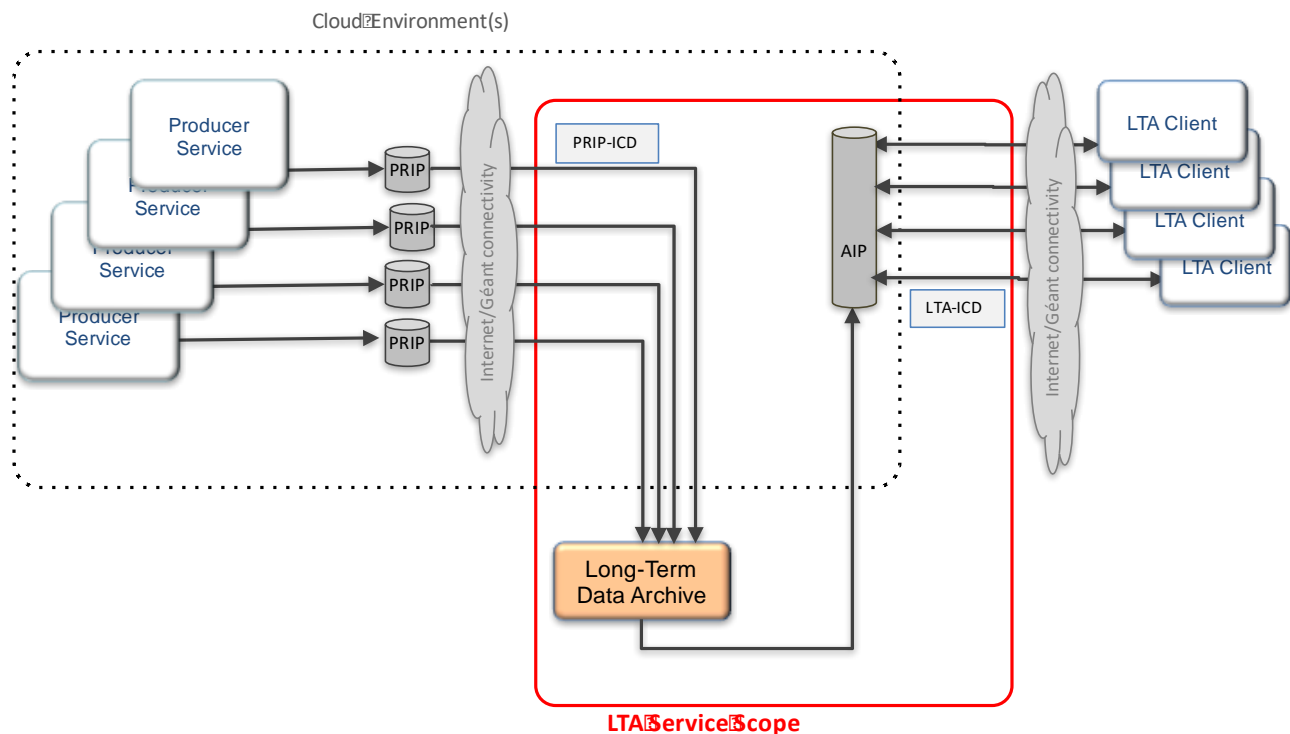 Cloud Environment(s)
Producer
Service
Producer
Service
Producer
Service
Producer
Service
PRIP
PRIP
PRIP
PRIP
Internet/Géant connectivity
PRIP-ICD
AIP
LTA-ICD
Internet/Géant connectivity
LTA Client
LTA Client
LTA Client
LTA Client
Long-Term
Data Archive
LTA Service Scope